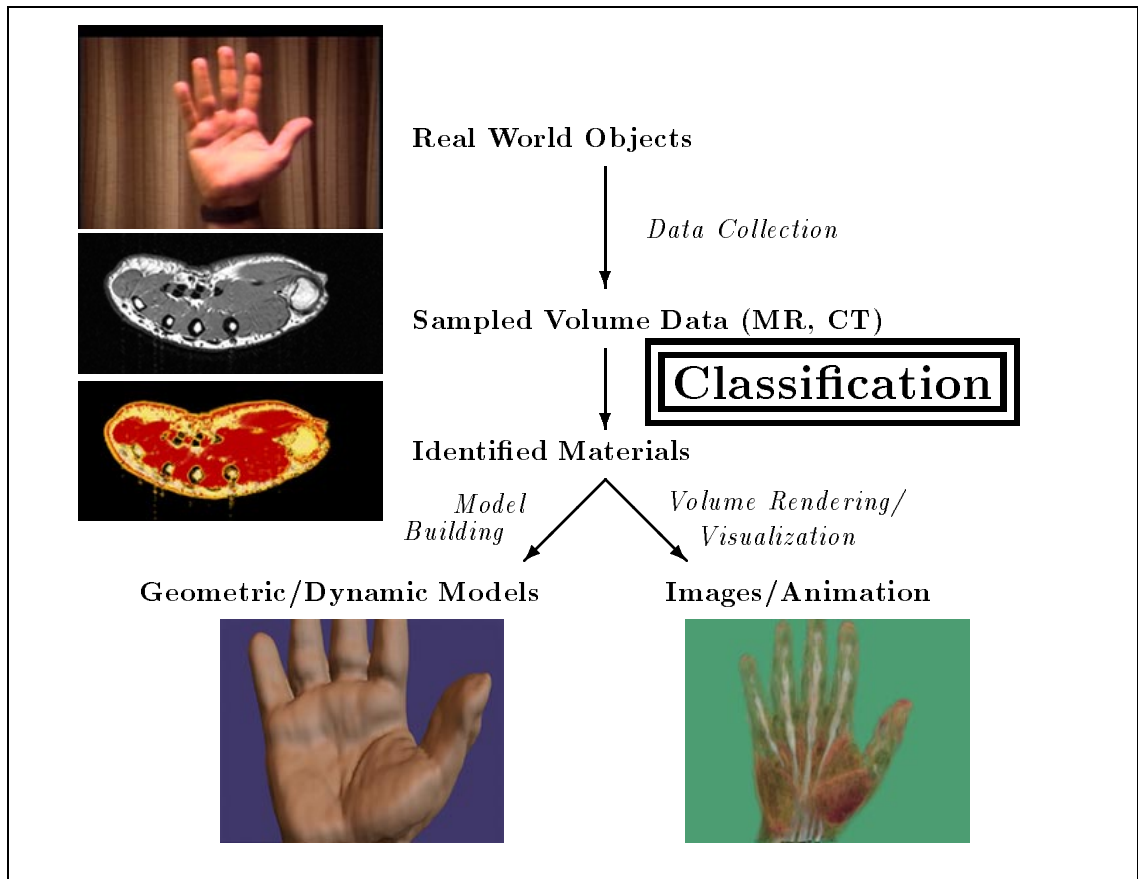 Real World Objects
Data Collection
Sampled Volume Data (MR, CT)
Classification
Identified Materials
Model
Building
Volume Rendering/
Visualization
Geometric/Dynamic Models
Images/Animation